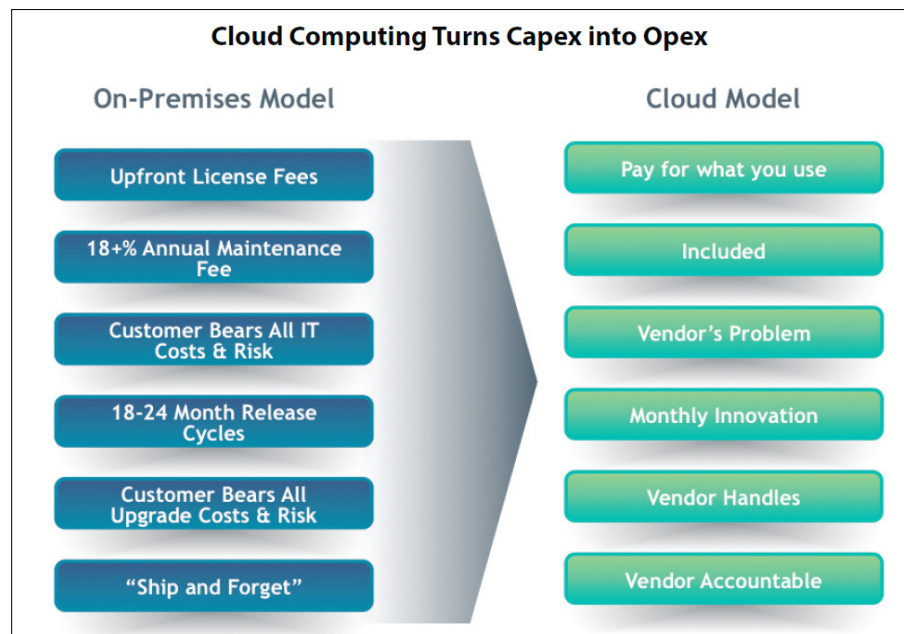 Cloud Computing Turns Capex into Opex
On-Premises Model
Cloud Model
Upfront License Fees
Pay for what you use
18+% Annual Maintenance
Fee
Included
Customer Bears All IT
Costs & Risk
Vendor's Problem
18-24 Month Release
Cycles
Monthly Innovation
Customer Bears All
Upgrade Costs & Risk
Vendor Handles
“Ship and Forget”
Vendor Accountable